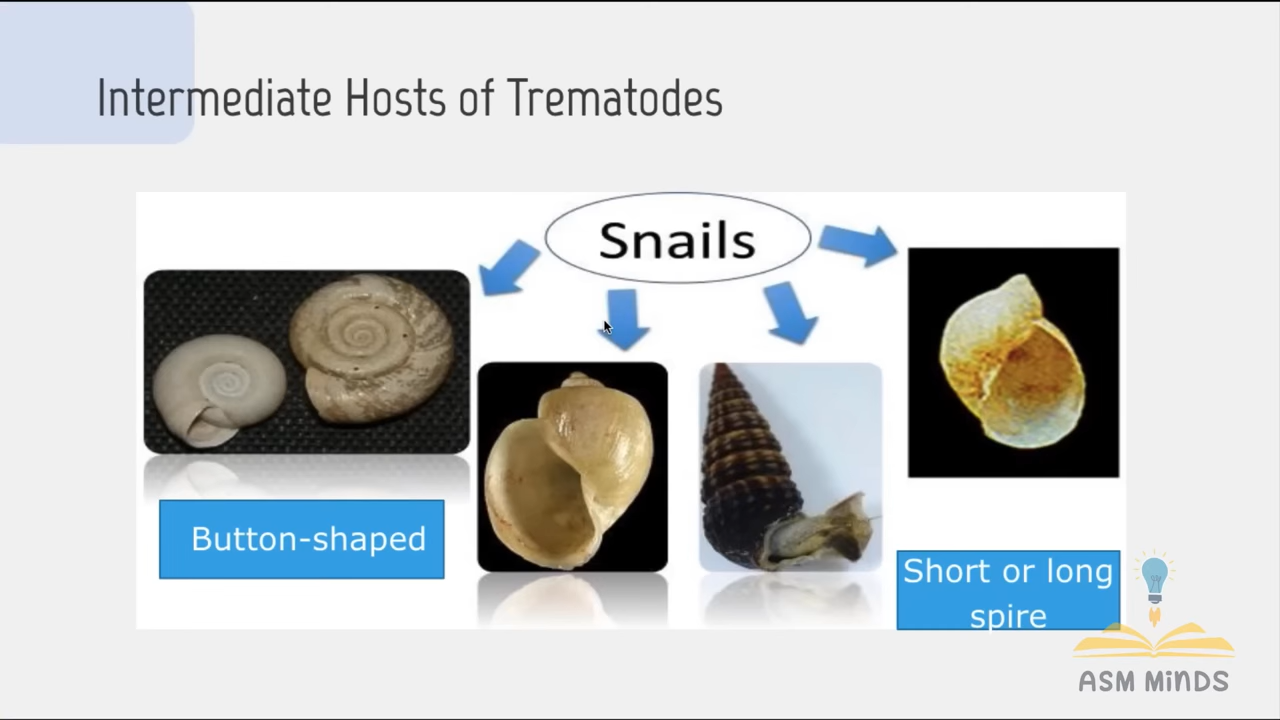 Intermediate Hosts of Trematodes
Snails
Button-shaped
Short or long
spire
ASM MiNDS